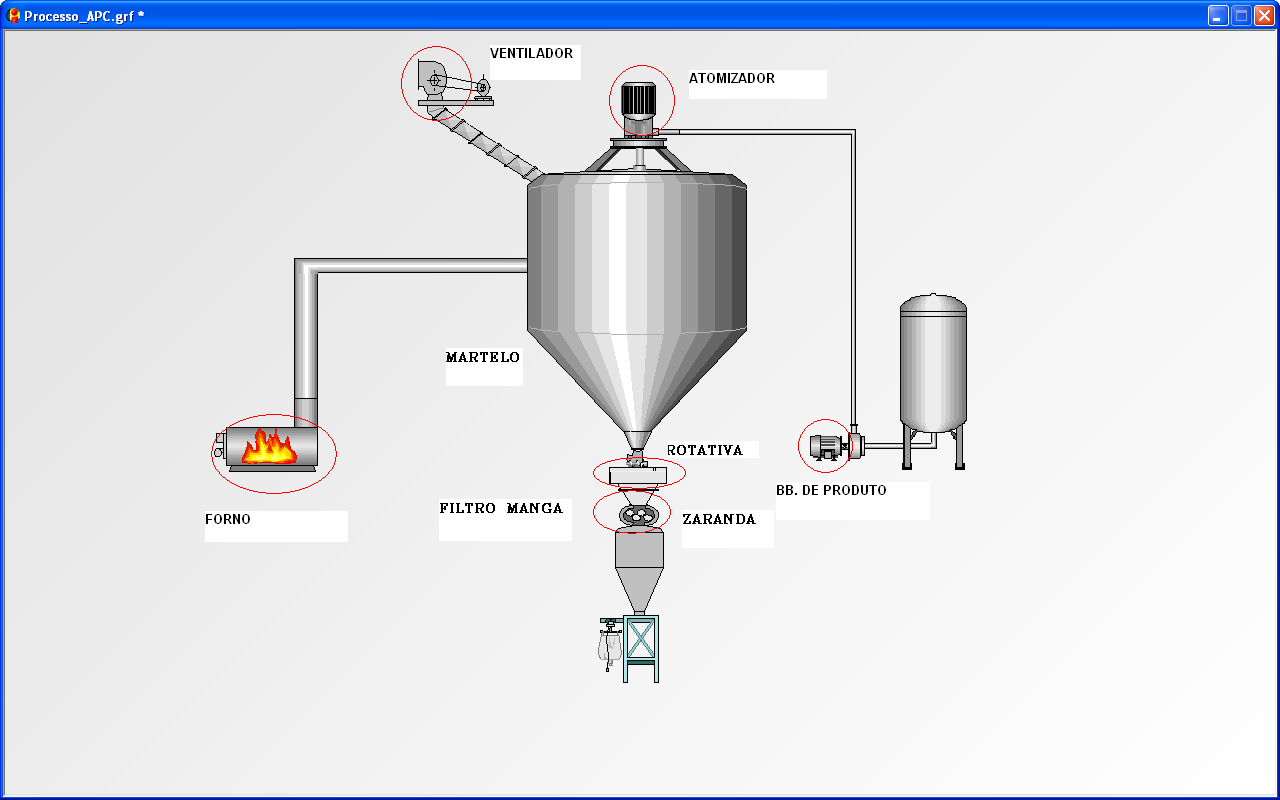 Processo_APC.grf *
VENTILADOR
ATOMIZADOR
MARTELO
ROTATIVA
BB. DE PRODUTO
FILTRO MANGA
ZARANDA
FORNO